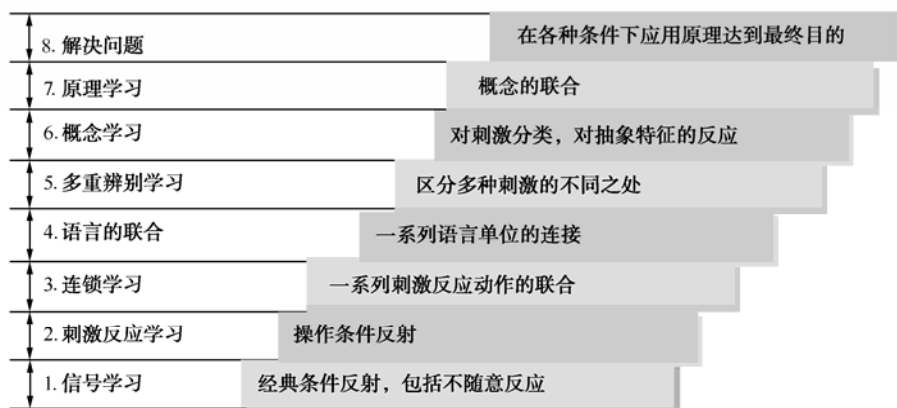 8. 解决问题 在各种条件下应用原理达到最终目的
7. 原理学习 概念的联合
6. 概念学习 对刺激分类，对抽象特征的反应
5. 多重辨别学习 区分多种刺激的不同之处
4. 语言的联合 一系列语言单位的连接
3. 连锁学习 一系列刺激反应动作的联合
2. 刺激反应学习 操作条件反射
1. 信号学习 经典条件反射，包括不随意反应